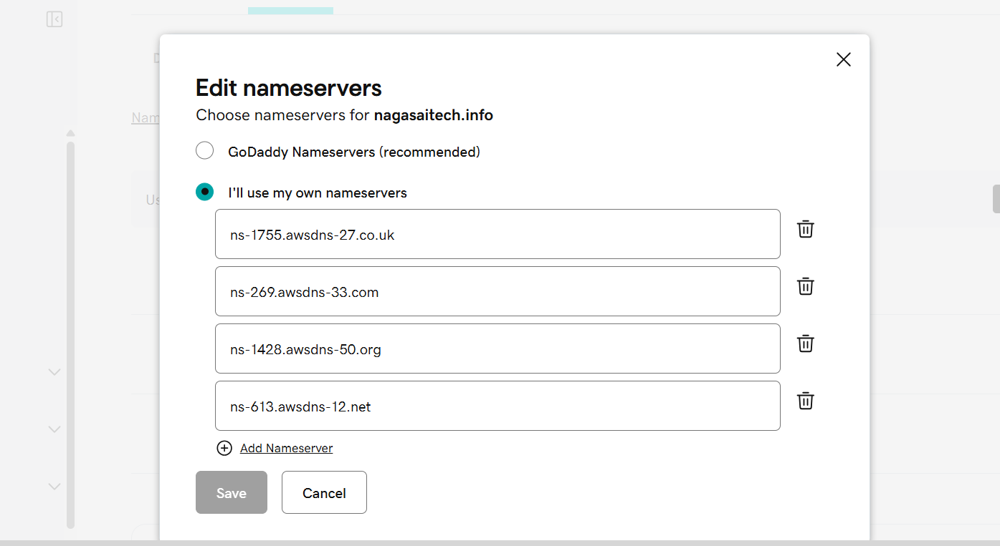 Edit nameservers
Choose nameservers for nagasaitech.info
Nam
GoDaddy Nameservers (recommended)
I'll use my own nameservers
Us
ns-1755.awsdns-27.co.uk
ns-269.awsdns-33.com
ns-1428.awsdns-50.org
ns-613.awsdns-12.net
Add Nameserver
Save
Cancel